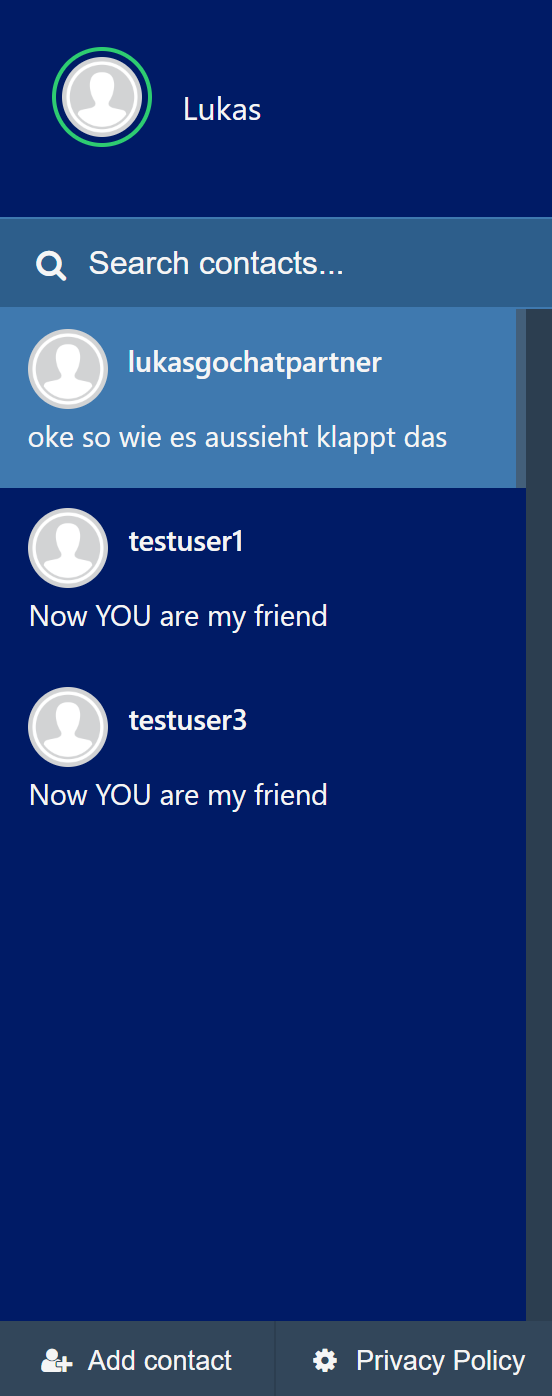 Lukas
Search contacts...
lukasgochatpartner
oke so wie es aussieht klappt das
testuser1
Now YOU are my friend
testuser3
Now YOU are my friend
Add contact
Privacy Policy